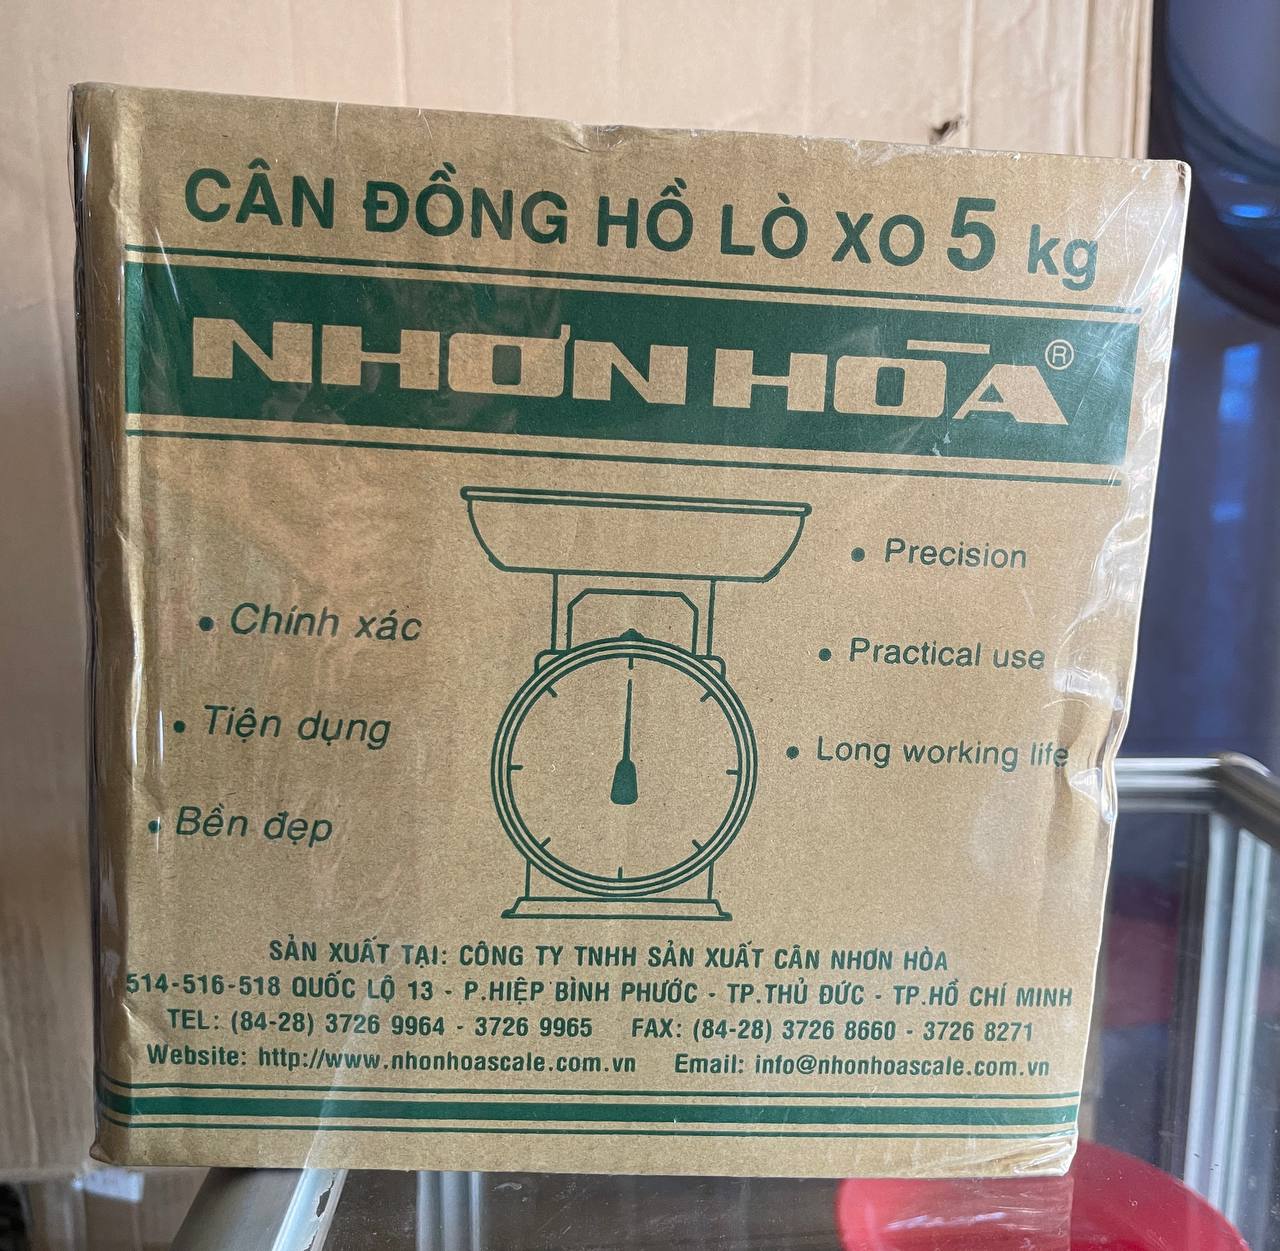 CÂN ĐỒNG HỒ LÒ XO 5 kg
NHƠN HÒA ®
• Chính xác
• Tiện dụng
• Bền đẹp
• Precision
• Practical use
• Long working life
SẢN XUẤT TẠI: CÔNG TY TNHH SẢN XUẤT CÂN NHƠN HÒA
514-516-518 QUỐC LỘ 13 - P.HIỆP BÌNH PHƯỚC - TP.THỦ ĐỨC - TP.HỒ CHÍ MINH
TEL: (84-28) 3726 9964 - 3726 9965 FAX: (84-28) 3726 8660 - 3726 8271
Website: http://www.nhonhoascale.com.vn Email: info@nhonhoascale.com.vn